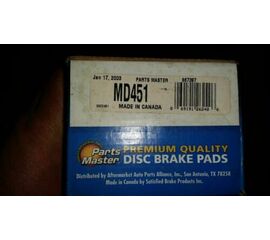 Jan 17, 2003 PARTS MASTER 667367
MD451
MADE IN CANADA
Parts Master
PREMIUM QUALITY
DISC BRAKE PADS
Distributed by Aftermarket Auto Parts Alliance, Inc., San Antonio, TX 78258
Made in Canada by Satisfied Brake Products Inc.